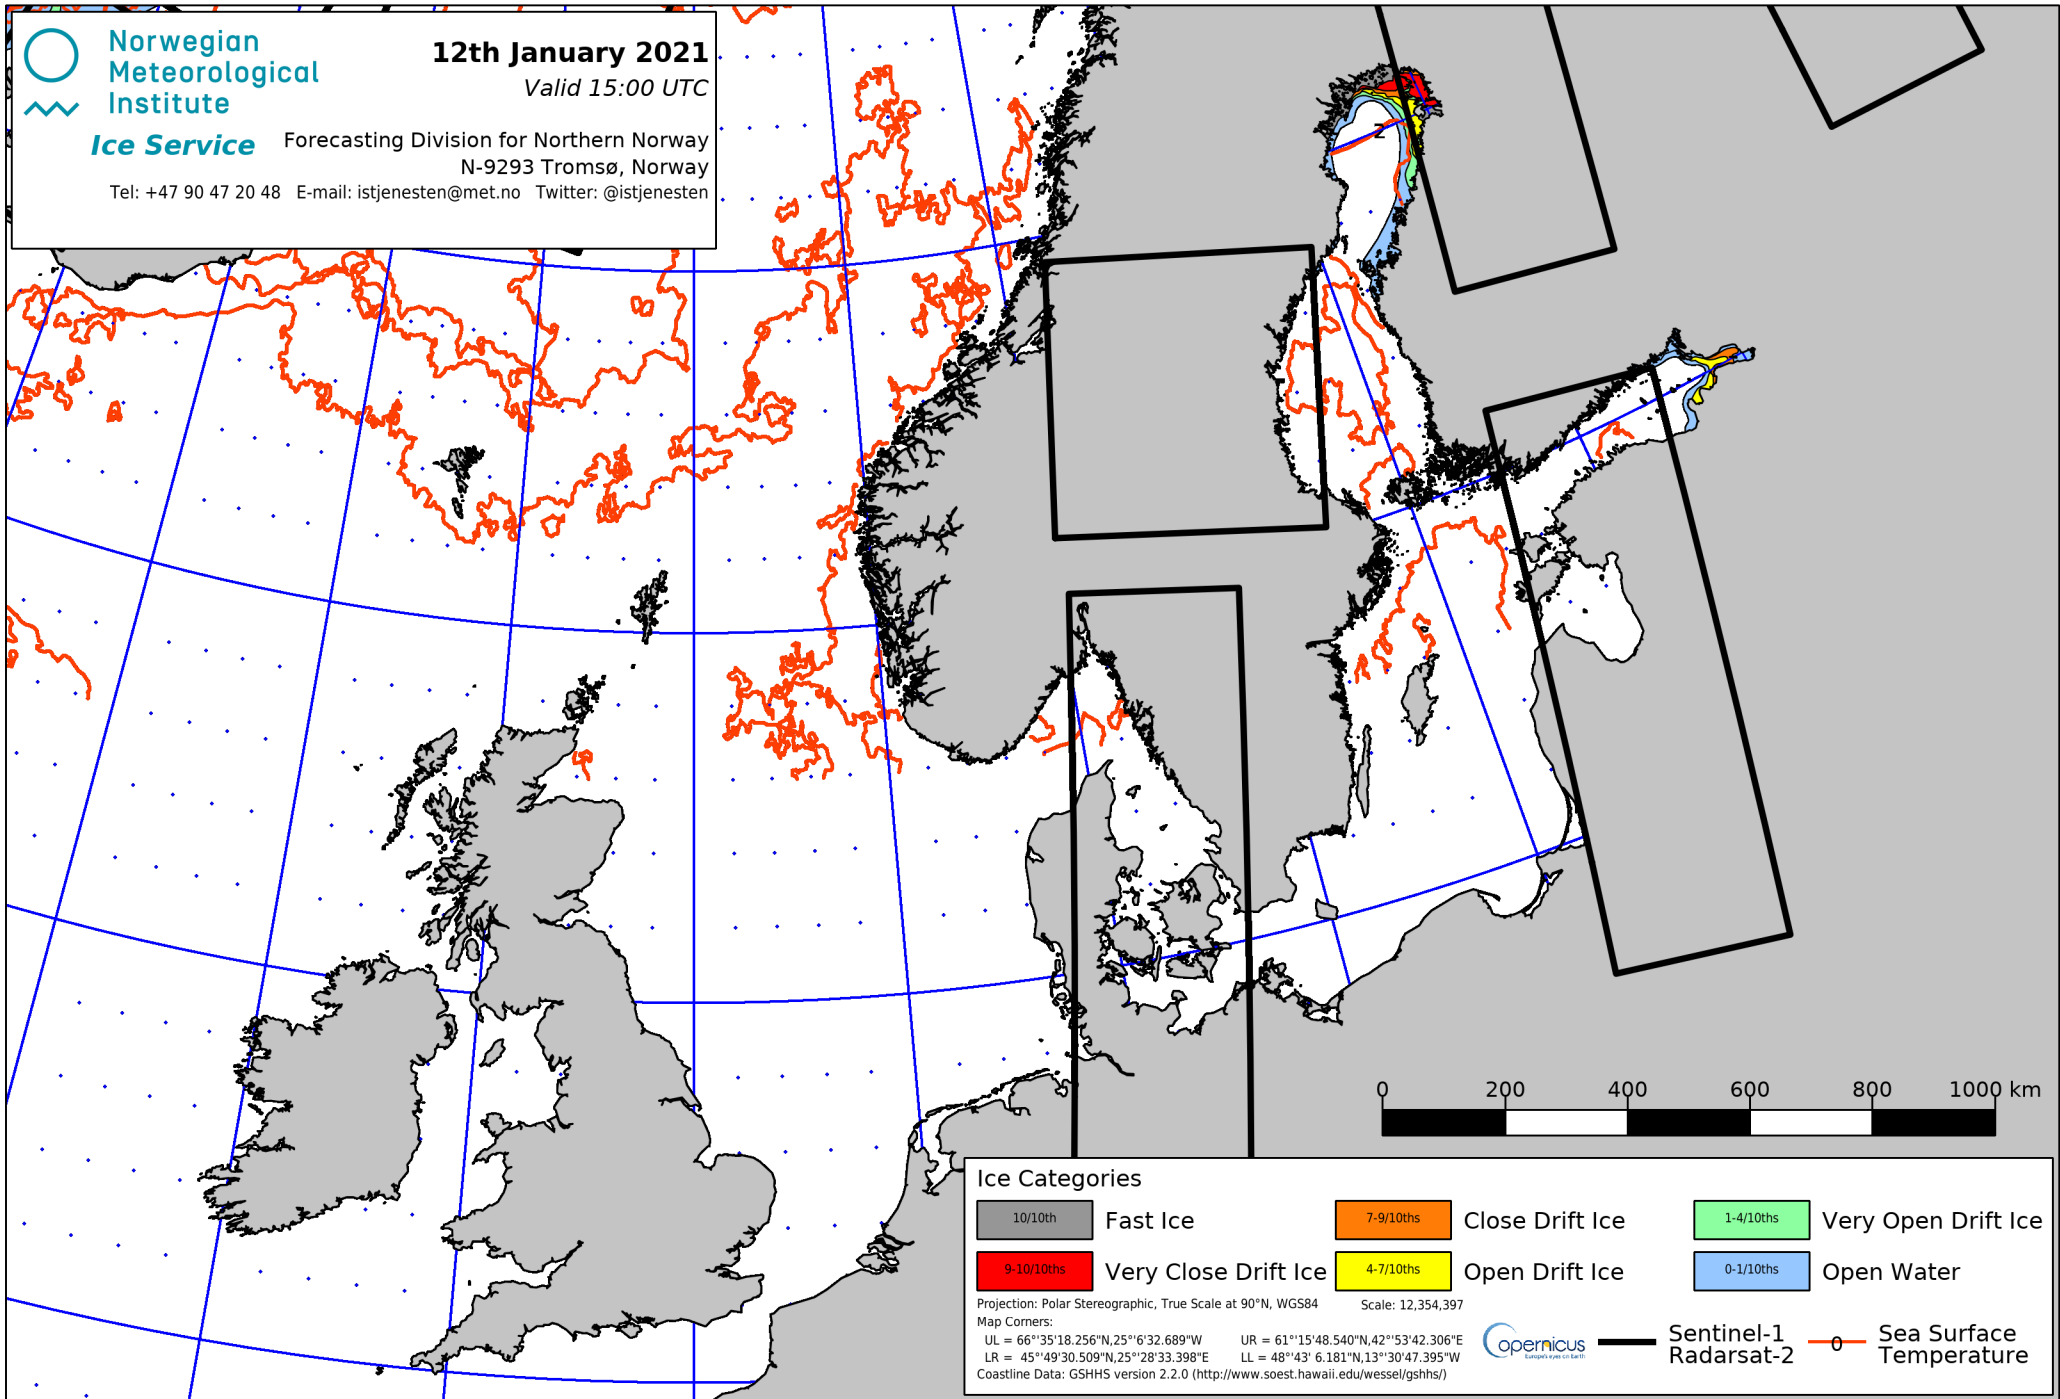 Norwegian
Meteorological
Institute
Ice Service
12th January 2021
Valid 15:00 UTC
Forecasting Division for Northern Norway
N-9293 Tromsø, Norway
Tel: +47 90 47 20 48 E-mail: istjenesten@met.no Twitter: @istjenesten
2
0 200 400 600 800 1000 km
Ice Categories
10/10th Fast Ice 7-9/10ths Close Drift Ice 1-4/10ths Very Open Drift Ice
9-10/10ths Very Close Drift Ice 4-7/10ths Open Drift Ice 0-1/10ths Open Water
Projection: Polar Stereographic, True Scale at 90°N, WGS84 Scale: 12,354,397
Map Corners:
UL = 66°'35'18.256"N,25°'6'32.689"W UR = 61°'15'48.540"N,42°'53'42.306"E
LR = 45°'49'30.509"N,25°'28'33.398"E LL = 48°'43' 6.181"N,13°'30'47.395"W
Coastline Data: GSHHS version 2.2.0 (http://www.soest.hawaii.edu/wessel/gshhs/)
Copernicus
Europe's eyes on Earth
Sentinel-1
Radarsat-2
0
Sea Surface
Temperature